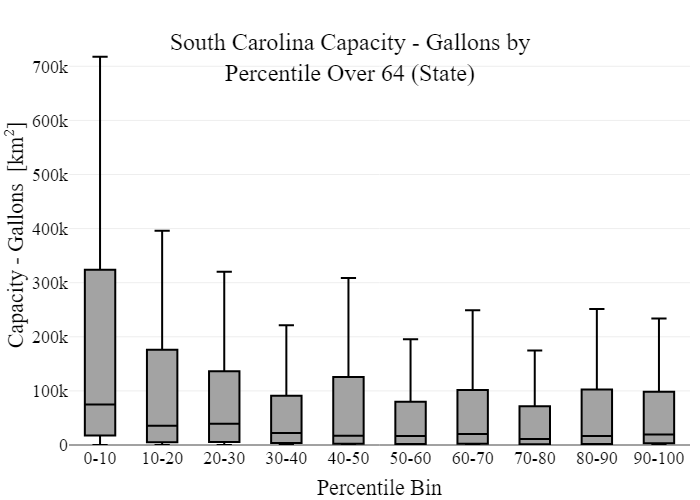 South Carolina Capacity - Gallons by
Percentile Over 64 (State)
Capacity - Gallons [km²]
700k
600k
500k
400k
300k
200k
100k
0
0-10 10-20 20-30 30-40 40-50 50-60 60-70 70-80 80-90 90-100
Percentile Bin